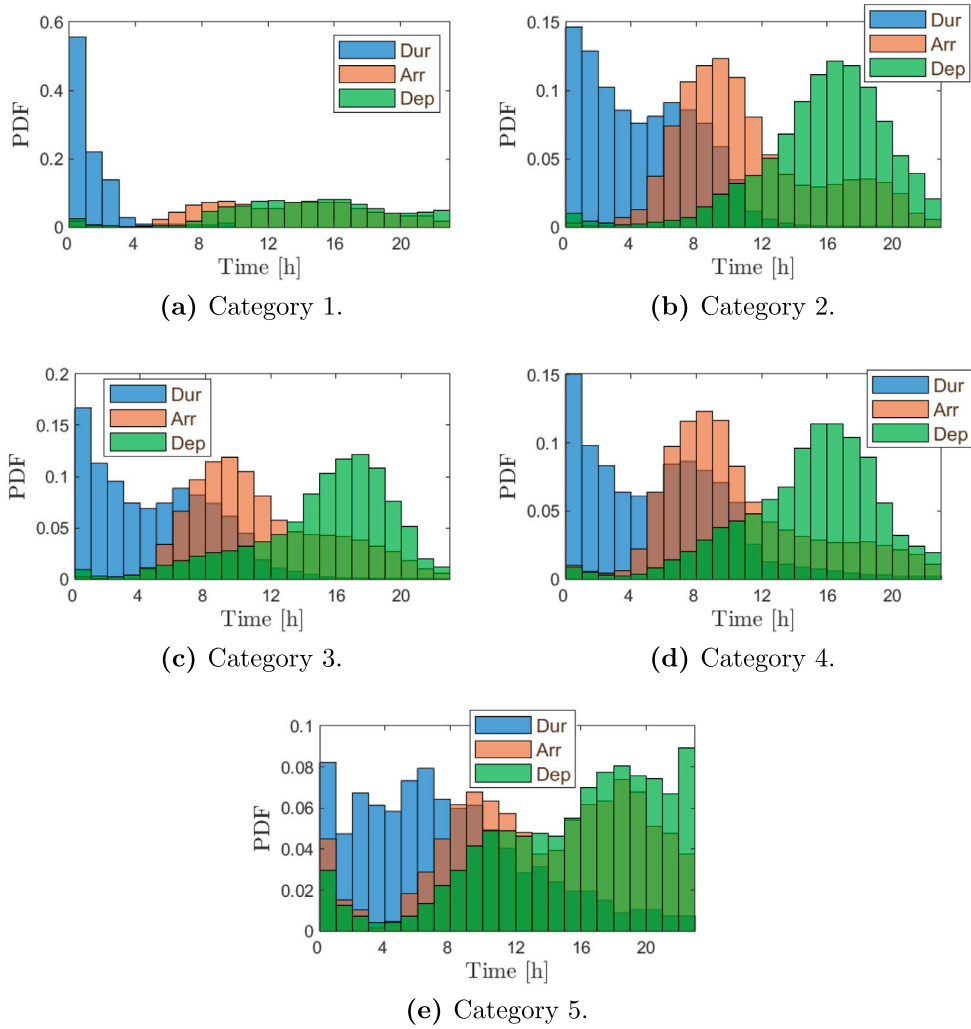 0.6
0.4
0.2
0
PDF
Dur
Arr
Dep
0 4 8 12 16 20
Time [h]
(a) Category 1.
0.15
0.1
0.05
0
PDF
Dur
Arr
Dep
0 4 8 12 16 20
Time [h]
(b) Category 2.
0.2
0.15
0.1
0.05
0
PDF
Dur
Arr
Dep
0 4 8 12 16 20
Time [h]
(c) Category 3.
0.15
0.1
0.05
0
PDF
Dur
Arr
Dep
0 4 8 12 16 20
Time [h]
(d) Category 4.
0.1
0.08
0.06
0.04
0.02
0
PDF
Dur
Arr
Dep
0 4 8 12 16 20
Time [h]
(e) Category 5.